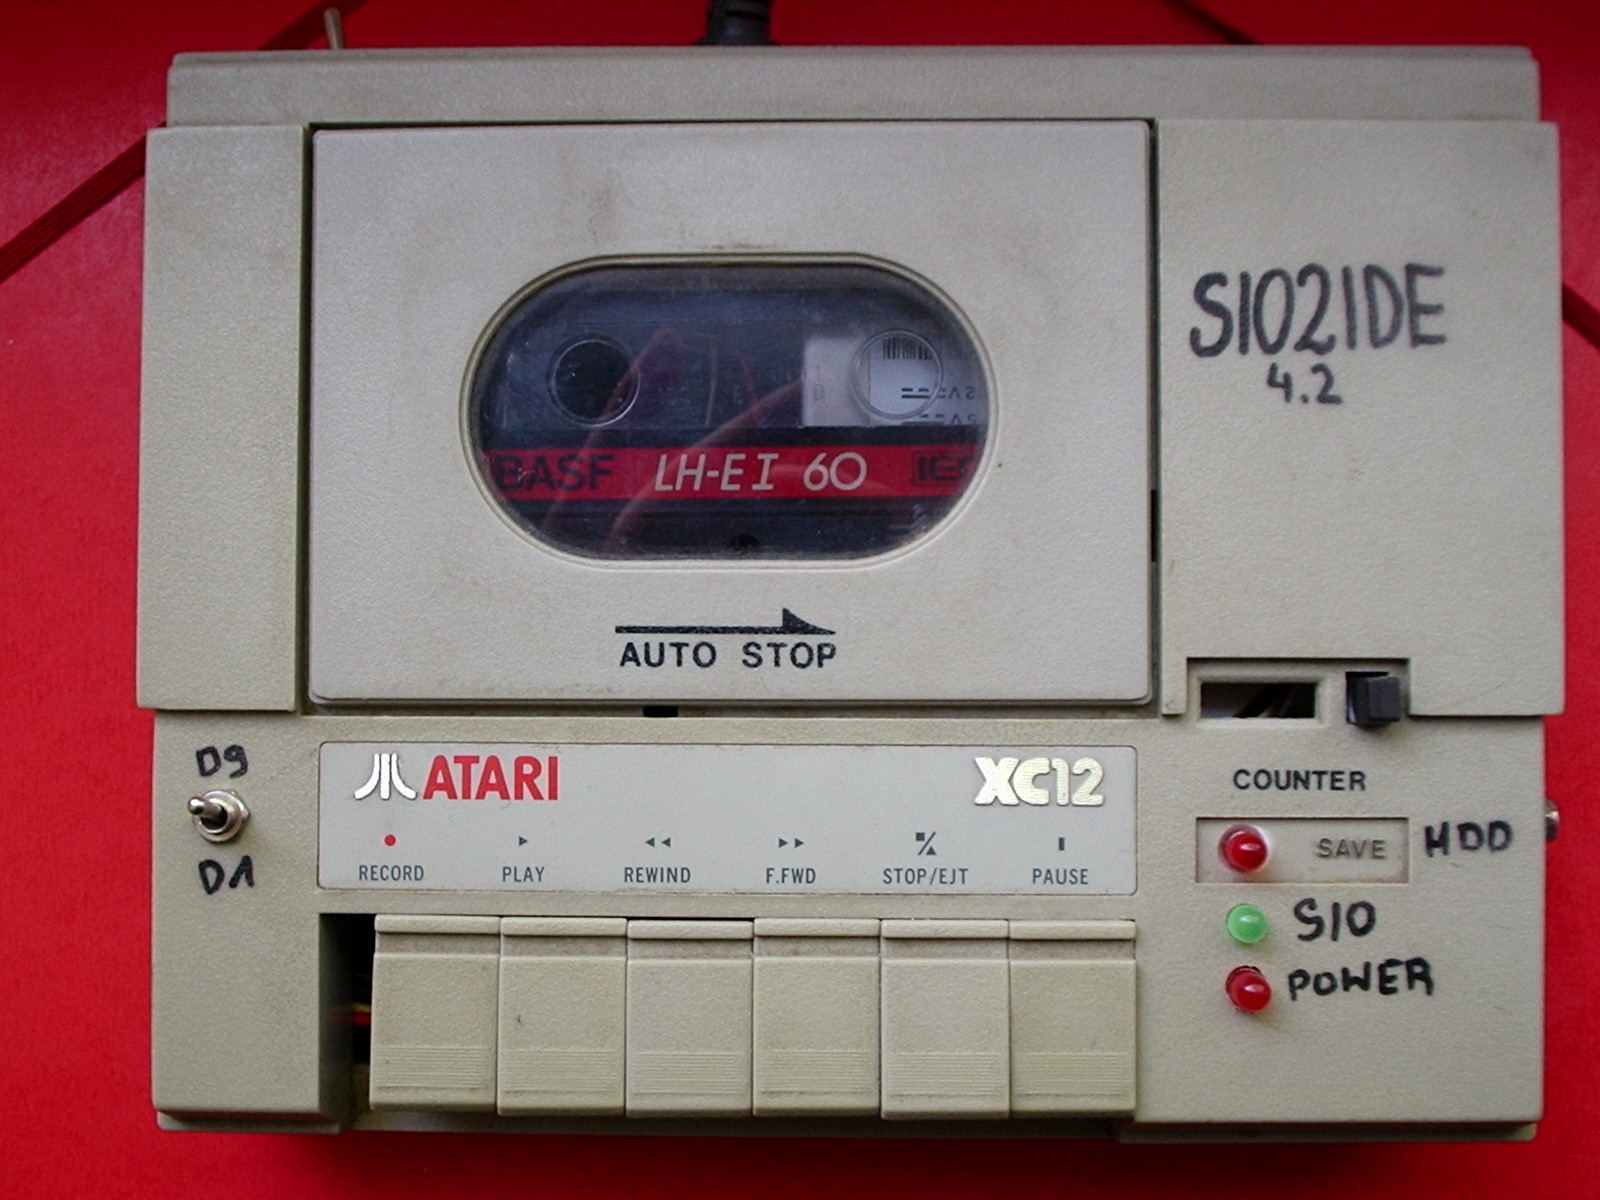 SIO2IDE
4.2
BASF LH-E I 60
AUTO STOP
D9
D1
ATARI XC12
RECORD PLAY REWIND F.FWD STOP/EJT PAUSE
COUNTER
SAVE HDD
SIO
POWER